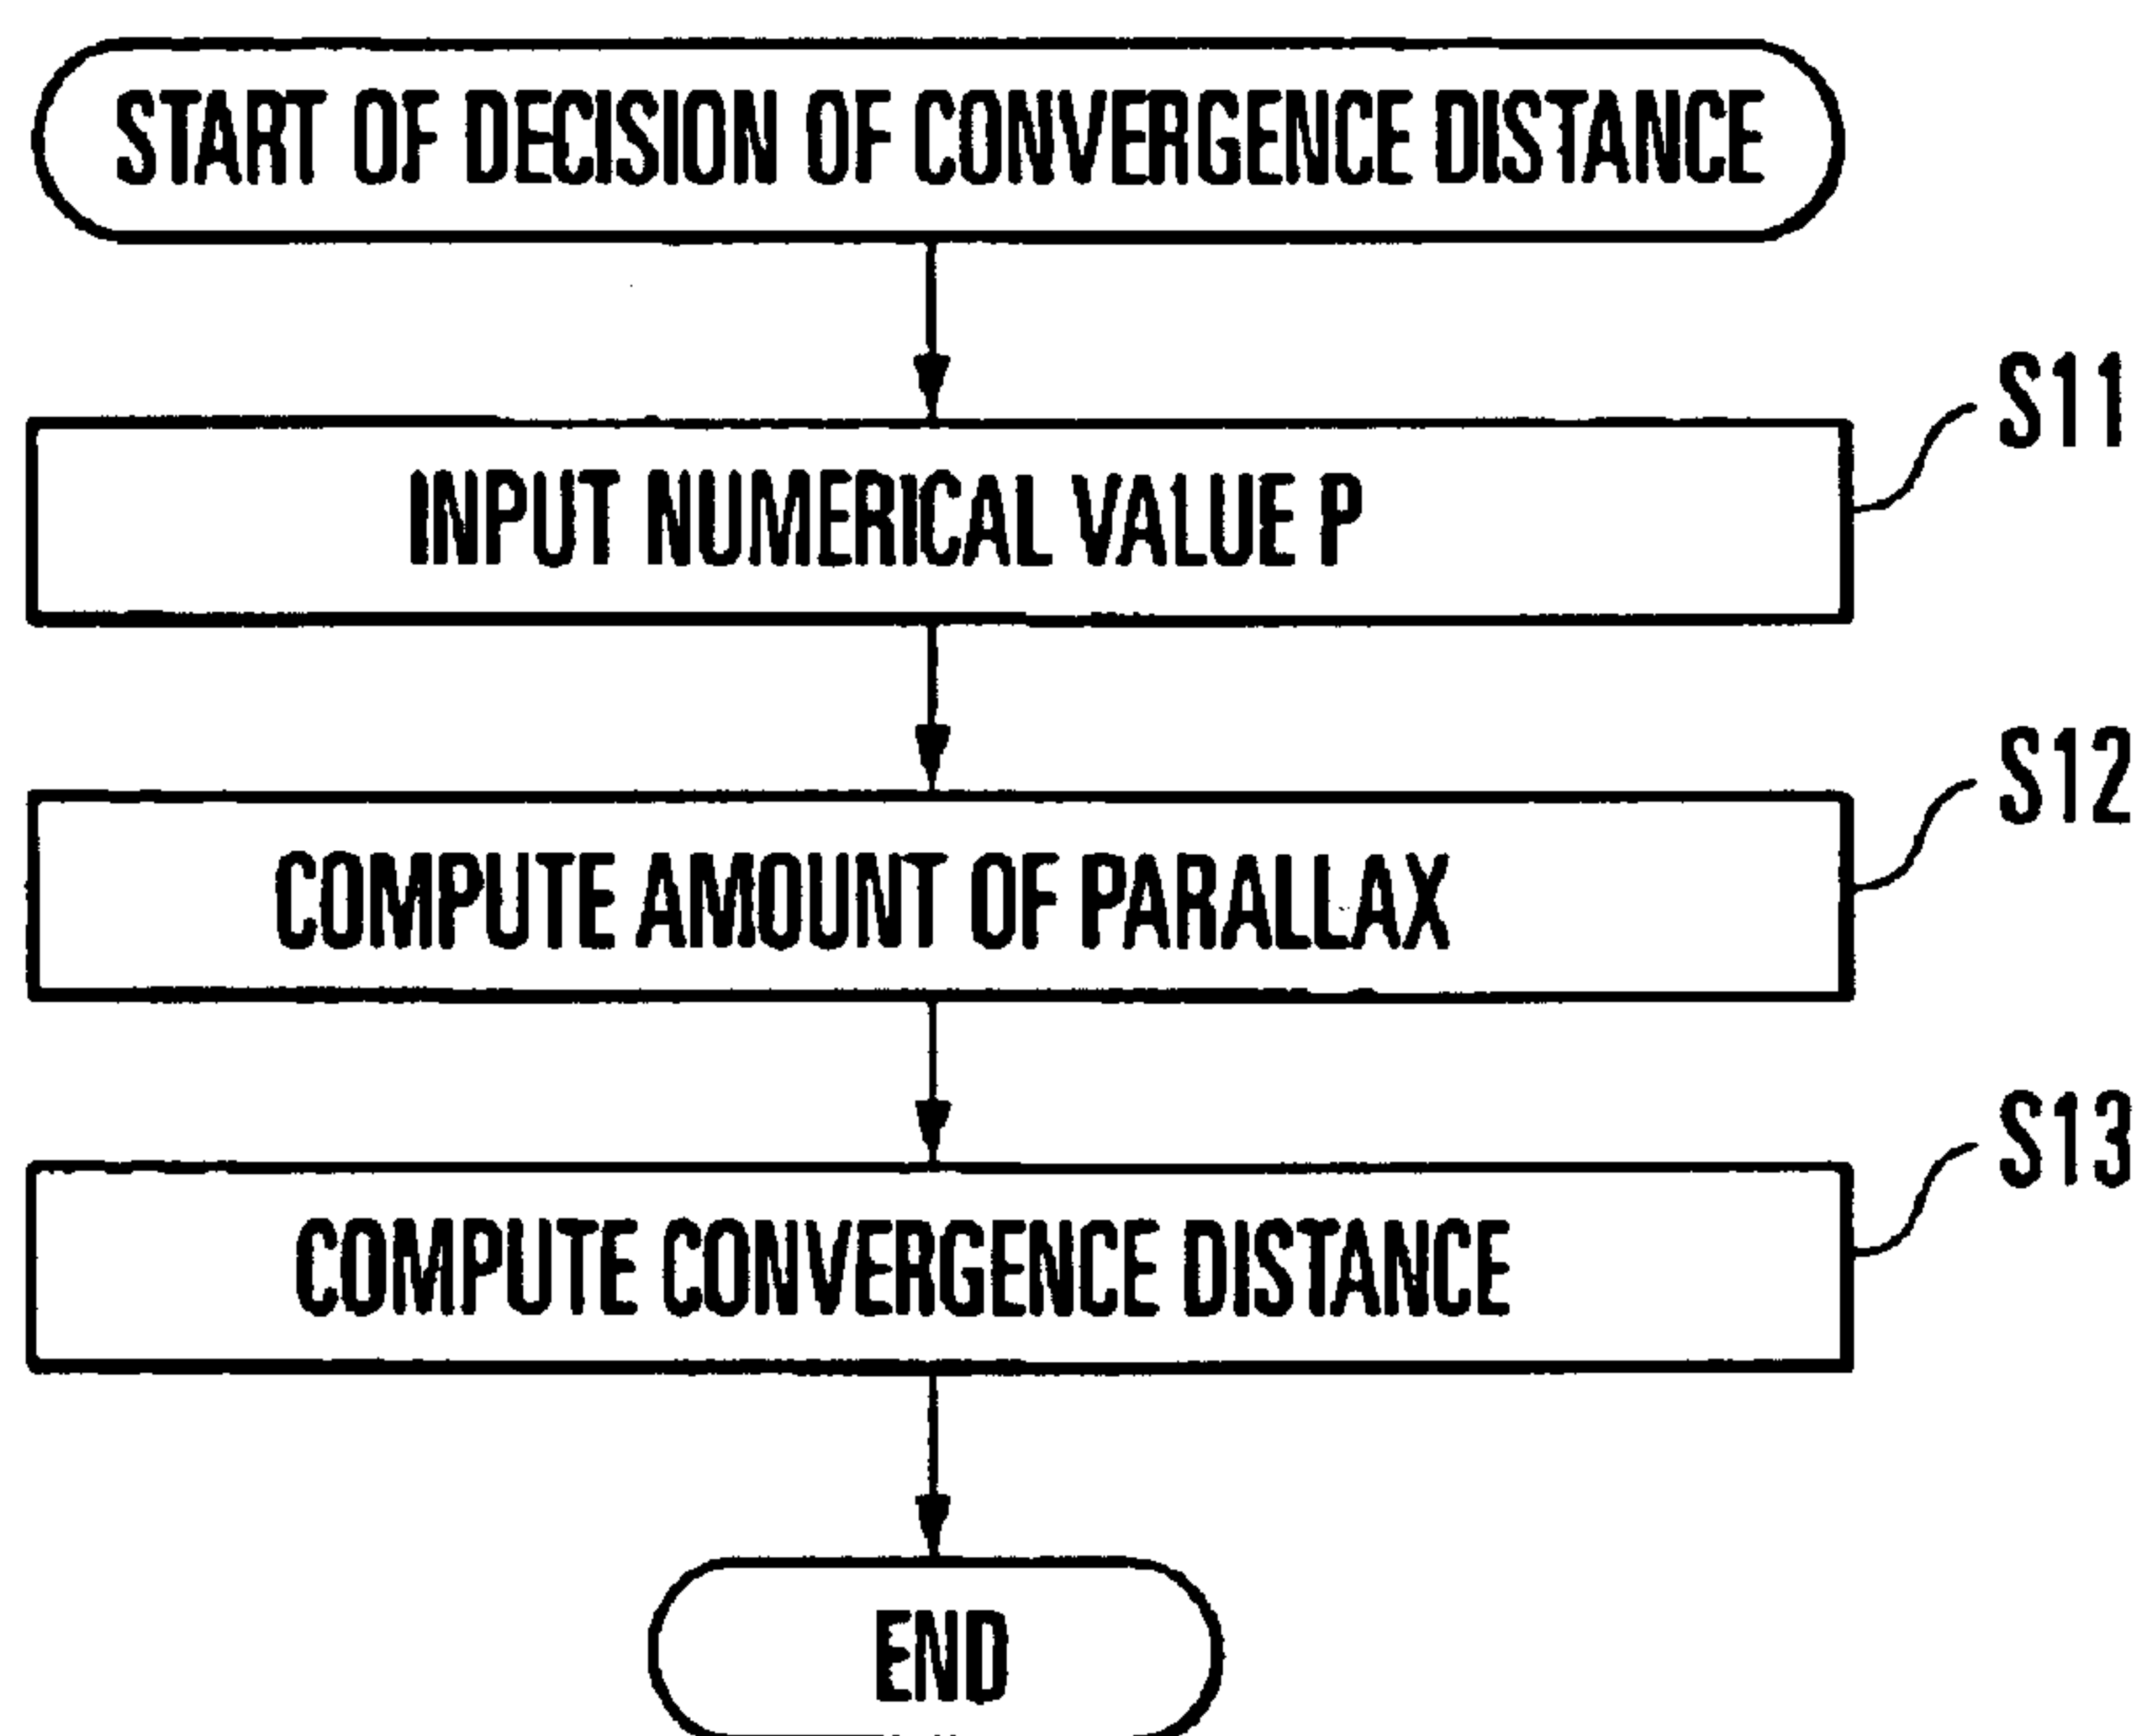 START OF DECISION OF CONVERGENCE DISTANCE
S11
INPUT NUMERICAL VALUE P
S12
COMPUTE AMOUNT OF PARALLAX
S13
COMPUTE CONVERGENCE DISTANCE
END